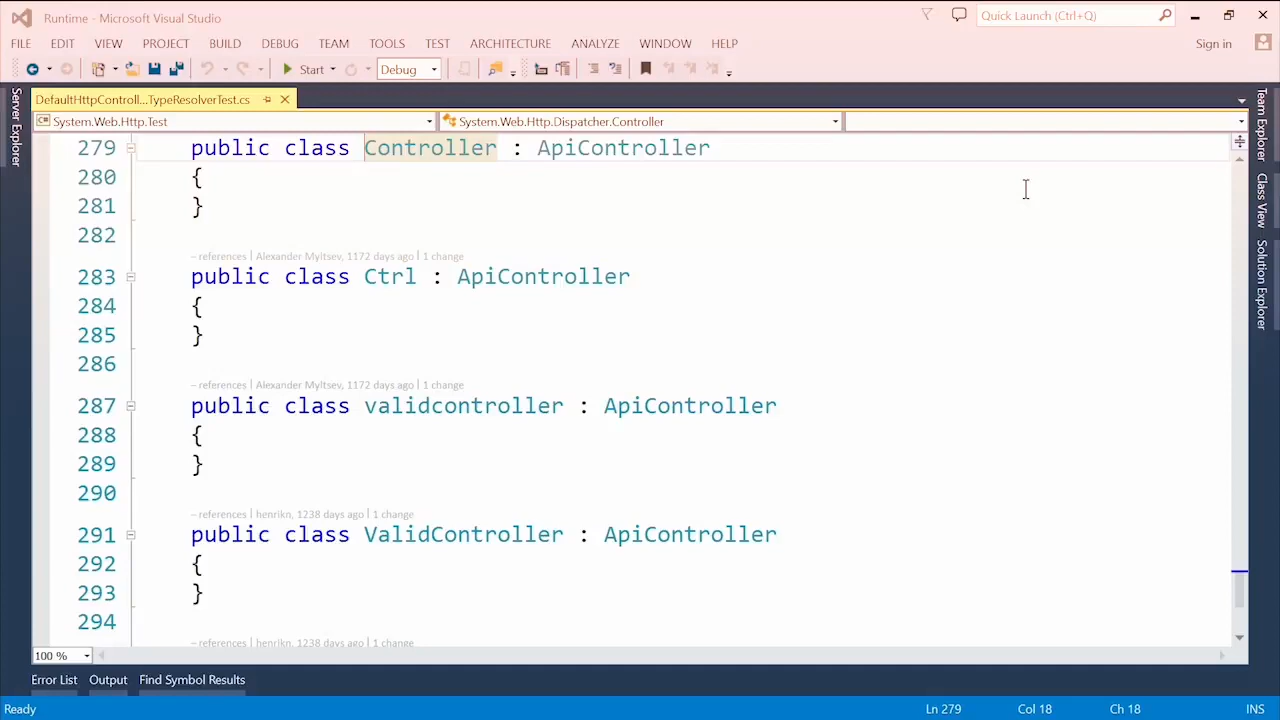 Runtime - Microsoft Visual Studio
Quick Launch (Ctrl+Q)
FILE EDIT VIEW PROJECT BUILD DEBUG TEAM TOOLS TEST ARCHITECTURE ANALYZE WINDOW HELP
Sign in
Start Debug
Server Explorer
DefaultHttpControll...TypeResolverTest.cs
System.Web.Http.Test
System.Web.Http.Dispatcher.Controller
279 public class Controller : ApiController
280 {
281 }
282
– references | Alexander Myltsev, 1172 days ago | 1 change
283 public class Ctrl : ApiController
284 {
285 }
286
– references | Alexander Myltsev, 1172 days ago | 1 change
287 public class validcontroller : ApiController
288 {
289 }
290
– references | henrikn, 1238 days ago | 1 change
291 public class ValidController : ApiController
292 {
293 }
294
– references | henrikn, 1238 days ago | 1 change
Team Explorer
Class View
Solution Explorer
100 %
Error List Output Find Symbol Results
Ready Ln 279 Col 18 Ch 18 INS